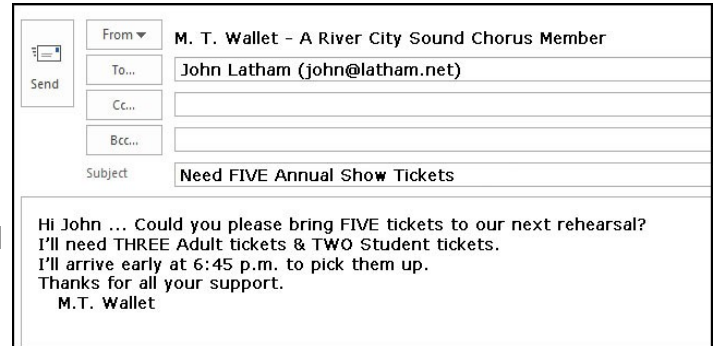 From ▾ M. T. Wallet - A River City Sound Chorus Member
To... John Latham (john@latham.net)
Send
Cc...
Bcc...
Subject Need FIVE Annual Show Tickets
Hi John ... Could you please bring FIVE tickets to our next rehearsal?
I'll need THREE Adult tickets & TWO Student tickets.
I'll arrive early at 6:45 p.m. to pick them up.
Thanks for all your support.
M.T. Wallet